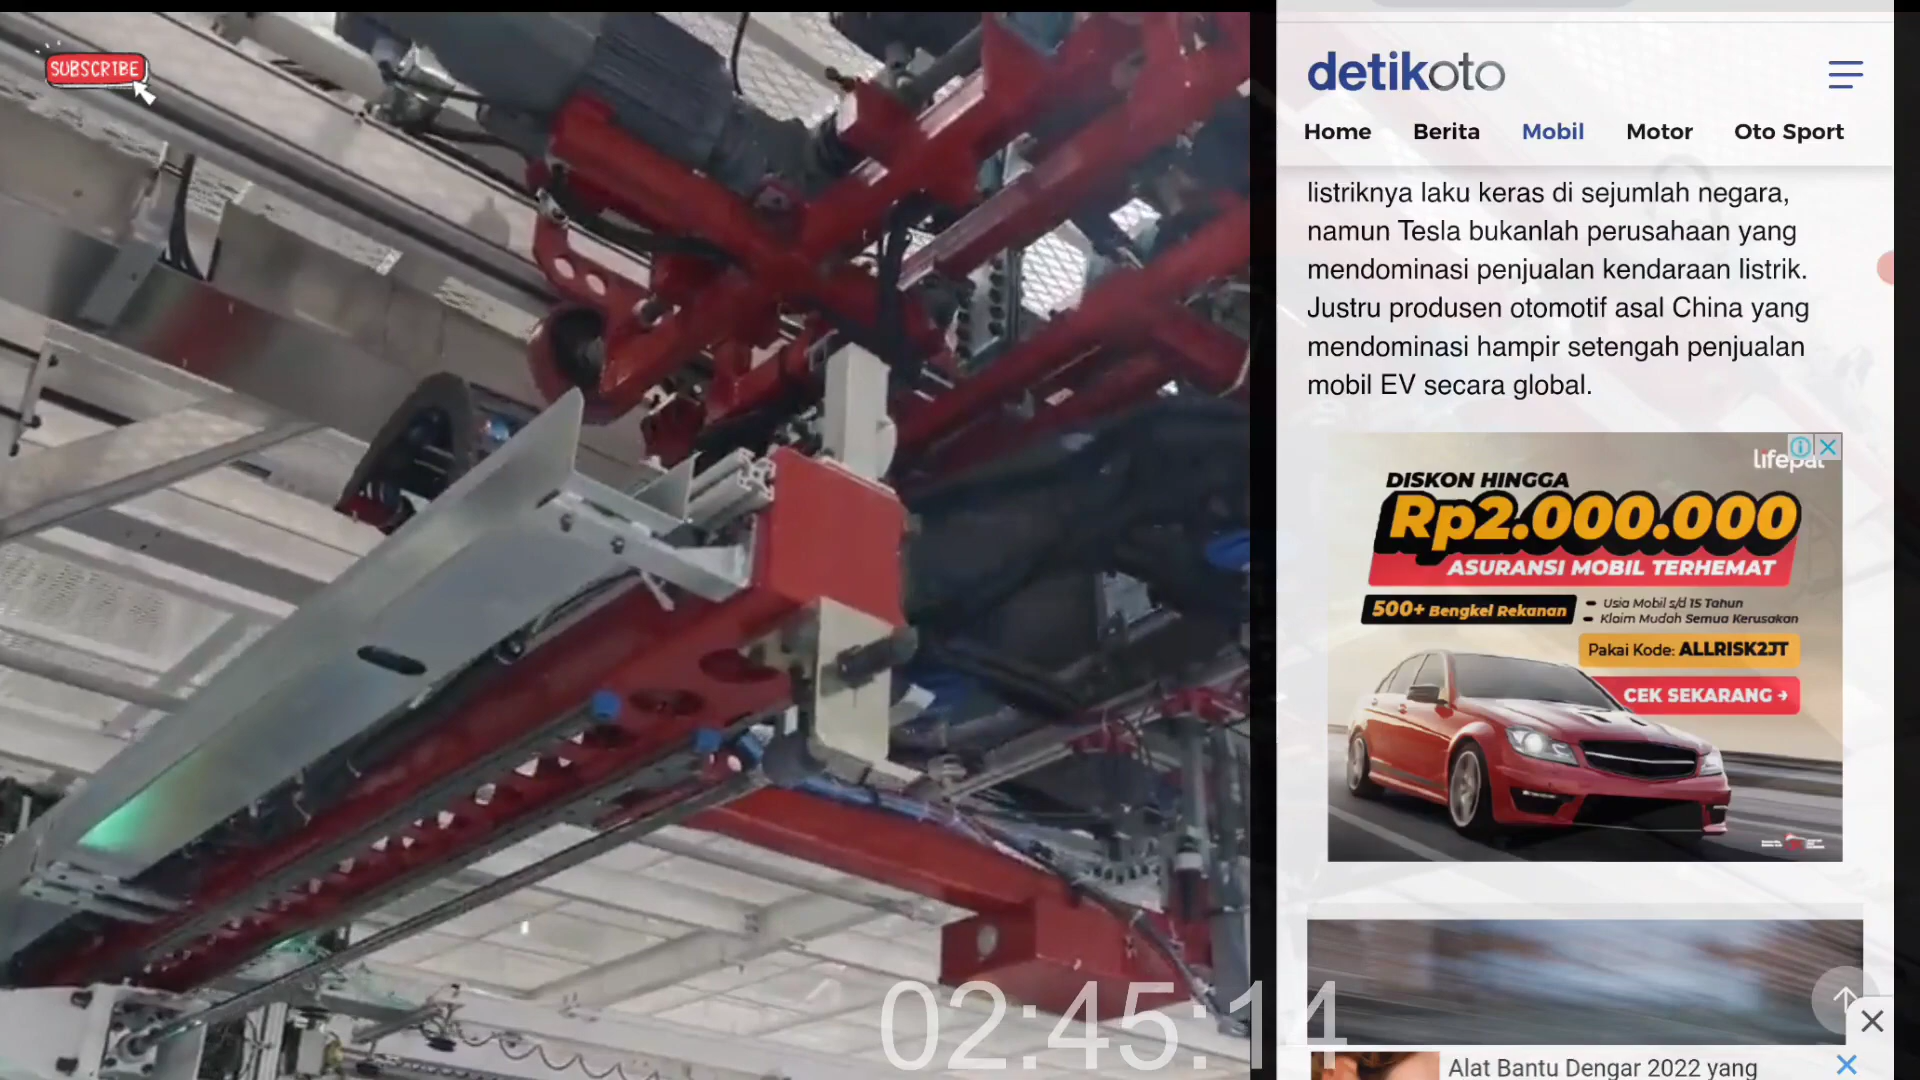 SUBSCRIBE
detikoto
Home Berita Mobil Motor Oto Sport
listriknya laku keras di sejumlah negara,
namun Tesla bukanlah perusahaan yang
mendominasi penjualan kendaraan listrik.
Justru produsen otomotif asal China yang
mendominasi hampir setengah penjualan
mobil EV secara global.
lifepal
DISKON HINGGA
Rp2.000.000
ASURANSI MOBIL TERHEMAT
500+ Bengkel Rekanan
- Usia Mobil s/d 15 Tahun
- Klaim Mudah Semua Kerusakan
Pakai Kode: ALLRISK2JT
CEK SEKARANG →
02:45:14
Alat Bantu Dengar 2022 yang